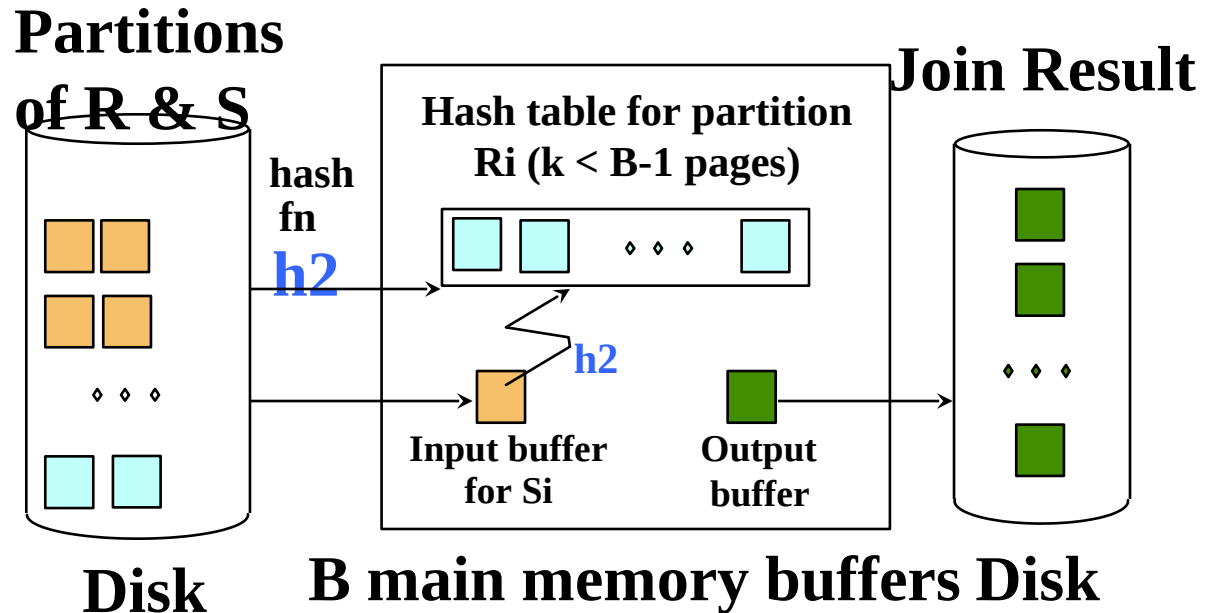 Partitions
of R & S
Join Result
Hash table for partition
Ri (k < B-1 pages)
hash
fn
h2
h2
Input buffer
for Si
Output
buffer
Disk
B main memory buffers
Disk